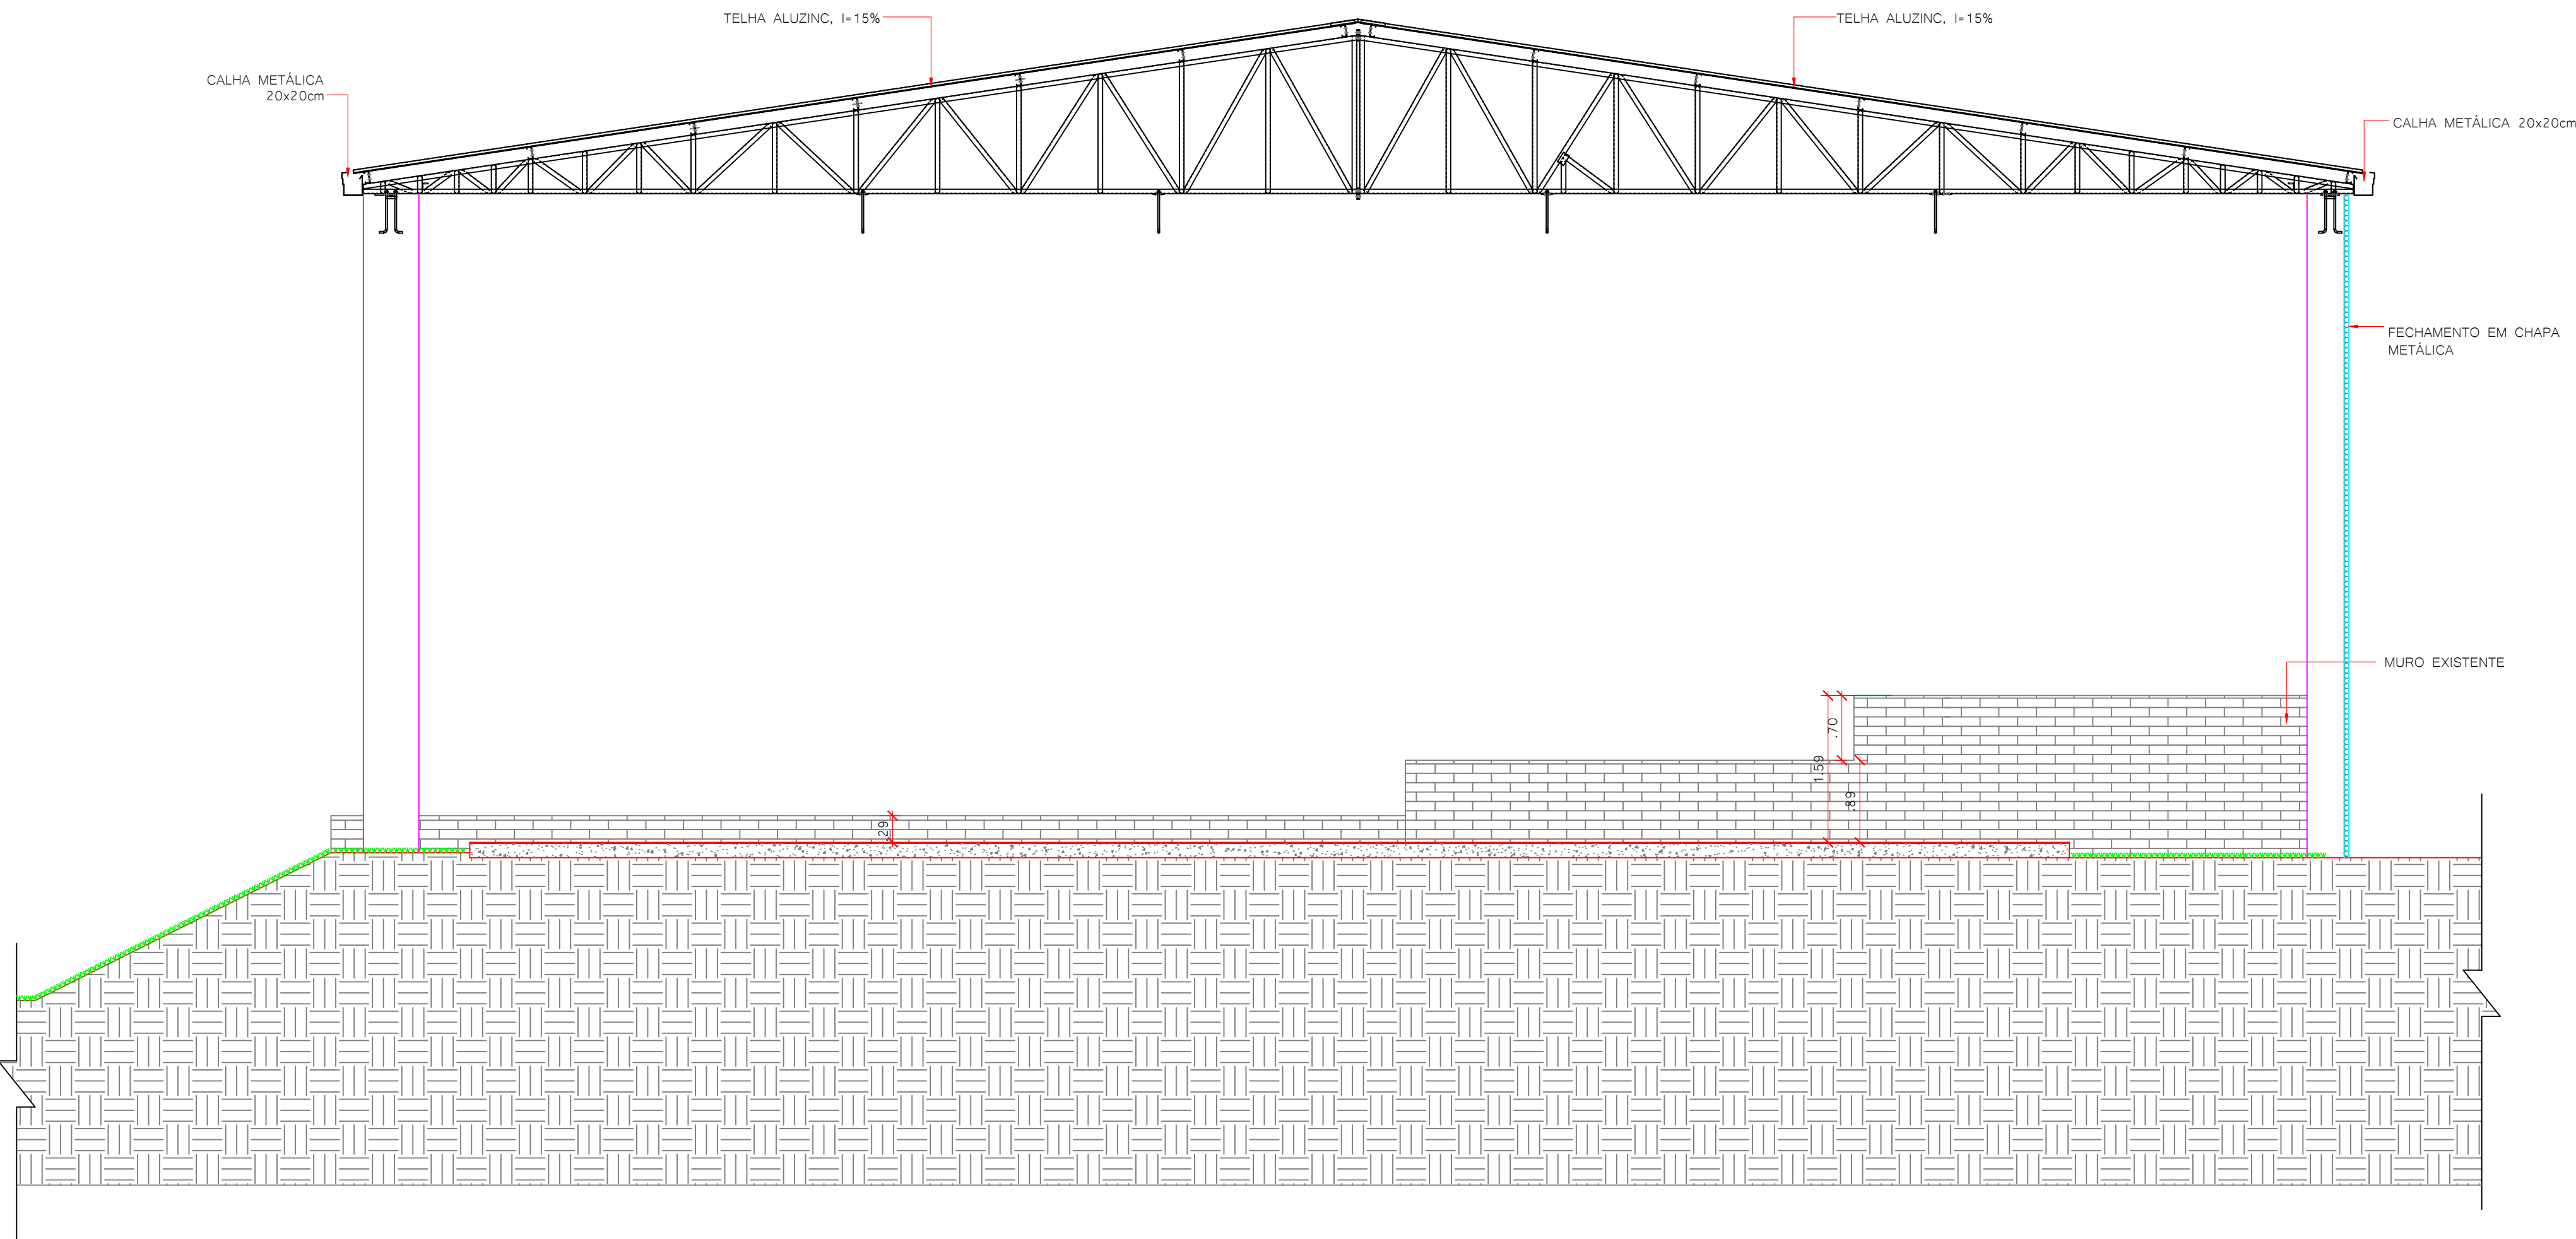 TELHA ALUZINC, I=15%
TELHA ALUZINC, I=15%
CALHA METÁLICA
20x20cm
CALHA METÁLICA 20x20cm
FECHAMENTO EM CHAPA
METÁLICA
MURO EXISTENTE
.70
1.59
.89
.29